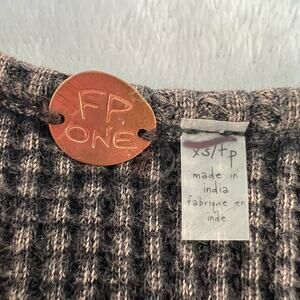 FP
ONE
xs/tp
made in
india
fabriqué en
inde